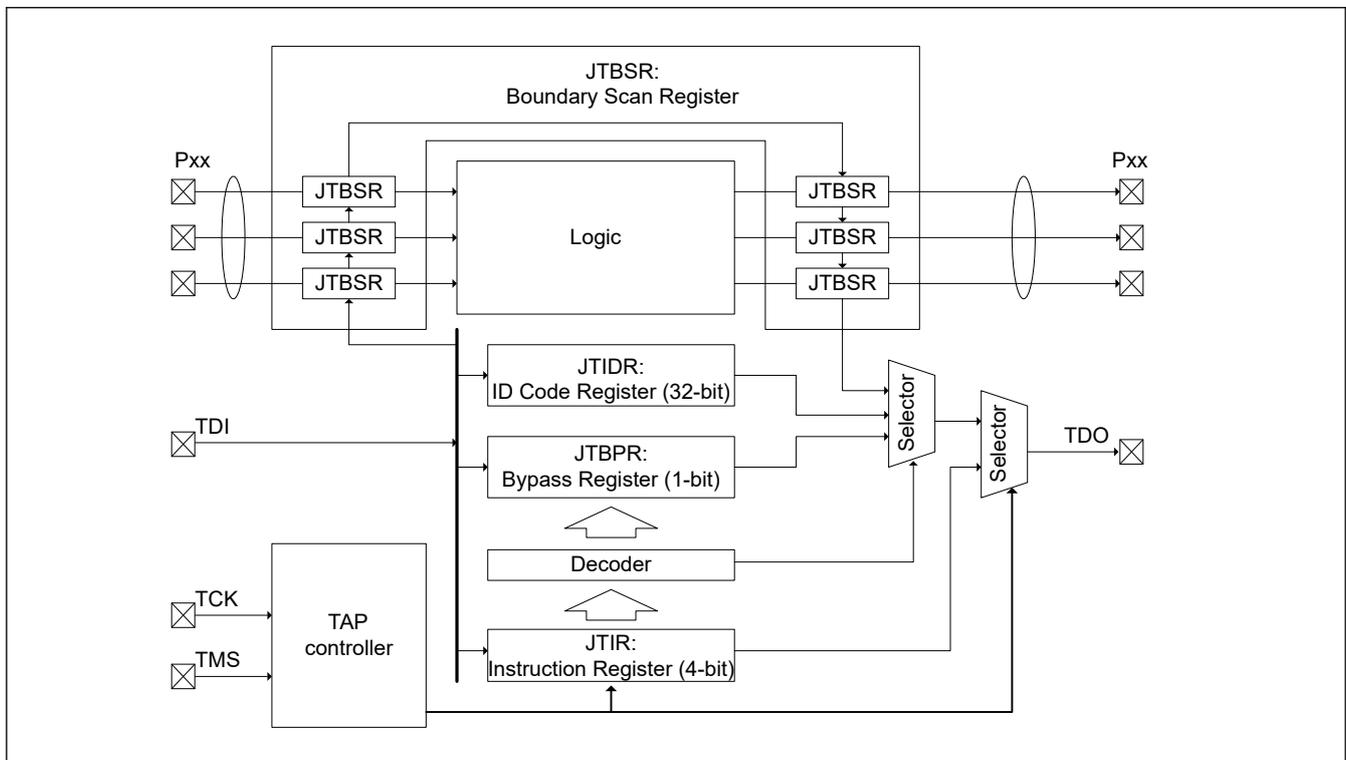 JTBSR:
Boundary Scan Register
Pxx
Pxx
JTBSR
JTBSR
JTBSR
JTBSR
Logic
JTBSR
JTBSR
JTIDR:
ID Code Register (32-bit)
Selector
TDI
JTBPR:
Bypass Register (1-bit)
Selector
TDO
Decoder
TCK
TAP
controller
TMS
JTIR:
Instruction Register (4-bit)